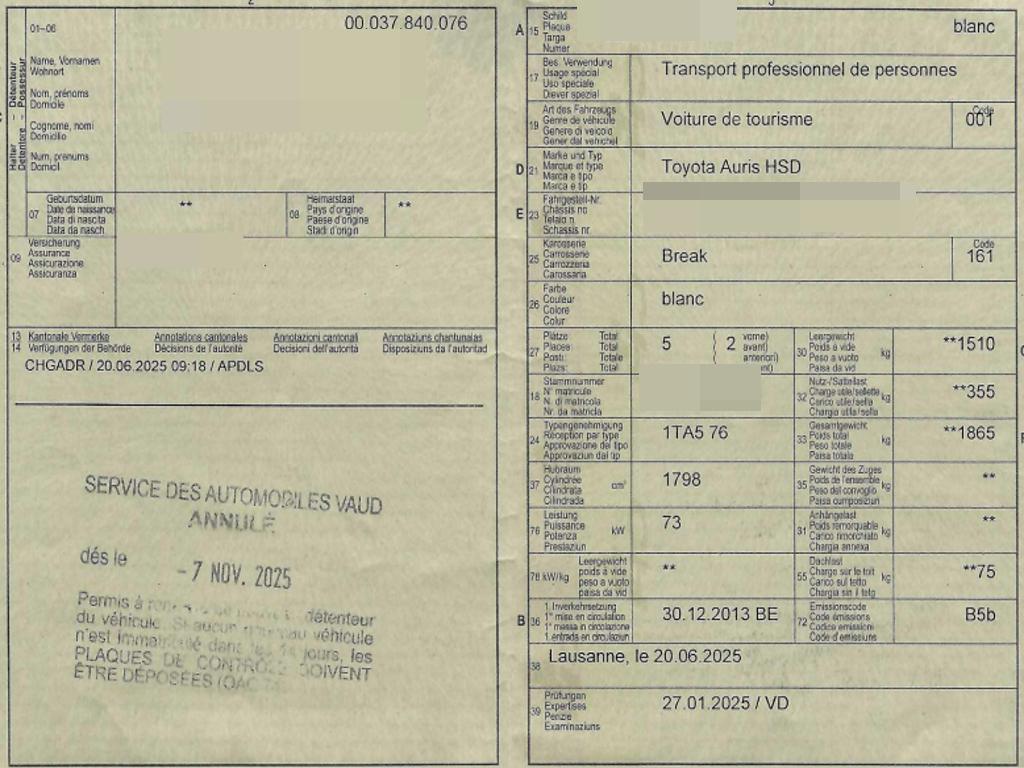 00.037.840.076
01–06
Halter – Détenteur
Detentore – Possessur
Name, Vornamen
Wohnort
Nom, prénoms
Domicile
Cognome, nomi
Domicilio
Num, prenums
Domicil
07
Geburtsdatum
Date de naissance
Data di nascita
Data da nasch.
**
08
Heimatstaat
Pays d'origine
Paese d'origine
Stadi d'origin
**
09
Versicherung
Assurance
Assicurazione
Assicuranza
13 Kantonale Vermerke Annotations cantonales Annotazioni cantonali Annotaziuns chantunalas
14 Verfügungen der Behörde Décisions de l'autorité Decisioni dell'autorità Disposiziuns da l'autoritad
CHGADR / 20.06.2025 09:18 / APDLS
SERVICE DES AUTOMOBILES VAUD
ANNULÉ
dés le
-7 NOV. 2025
Permis à détenteur
du véhicule. Si aucun nouveau véhicule
n'est immatriculé dans les 14 jours, les
PLAQUES DE CONTRÔLE DOIVENT
ÊTRE DÉPOSÉES (OAC
A
15
Schild
Plaque
Targa
Numer
blanc
17
Bes. Verwendung
Usage spécial
Uso speciale
Diever spezial
Transport professionnel de personnes
19
Art des Fahrzeugs
Genre de véhicule
Genere di veicolo
Gener dal vehichel
Voiture de tourisme
Code
001
D
21
Marke und Typ
Marque et type
Marca e tipo
Marca e tip
Toyota Auris HSD
E
23
Fahrgestell-Nr.
Châssis no
Telaio n.
Schassis nr.
25
Karosserie
Carrosserie
Carrozzeria
Carossaria
Break
Code
161
26
Farbe
Couleur
Colore
Colur
blanc
27
Plätze: Total
Places: Total
Posti: Totale
Plazs: Total
5
( 2
vorne)
avant)
anteriori)
30
Leergewicht
Poids à vide
Peso a vuoto
Paisa da vid
kg
**1510
18
Stammnummer
N° matricule
N. di matricola
Nr. da matricla
32
Nutz-/Sattellast
Charge utile/sellette
Carico utile/sella
Chargia utila/sella
kg
**355
24
Typengenehmigung
Réception par type
Approvazione del tipo
Approvaziun dal tip
1TA5 76
33
Gesamtgewicht
Poids total
Peso totale
Paisa totala
kg
**1865
37
Hubraum
Cylindrée
Cilindrata
Cilindrada
cm³
1798
35
Gewicht des Zuges
Poids de l'ensemble
Peso del convoglio
Paisa cumposiziun
kg
**
76
Leistung
Puissance
Potenza
Prestaziun
kW
73
31
Anhängelast
Poids remorquable
Carico rimorchiato
Chargia annexa
kg
**
78 kW/kg
Leergewicht
poids à vide
peso a vuoto
paisa da vid
**
55
Dachlast
Charge sur le toit
Carico sul tetto
Chargia sin il tetg
kg
**75
B
36
1. Inverkehrsetzung
1re mise en circulation
1a messa in circolazione
1. entrada en circulaziun
30.12.2013 BE
72
Emissionscode
Code émissions
Codice emissioni
Code d'emissiuns
B5b
38
Lausanne, le 20.06.2025
39
Prüfungen
Expertises
Perizie
Examinaziuns
27.01.2025 / VD